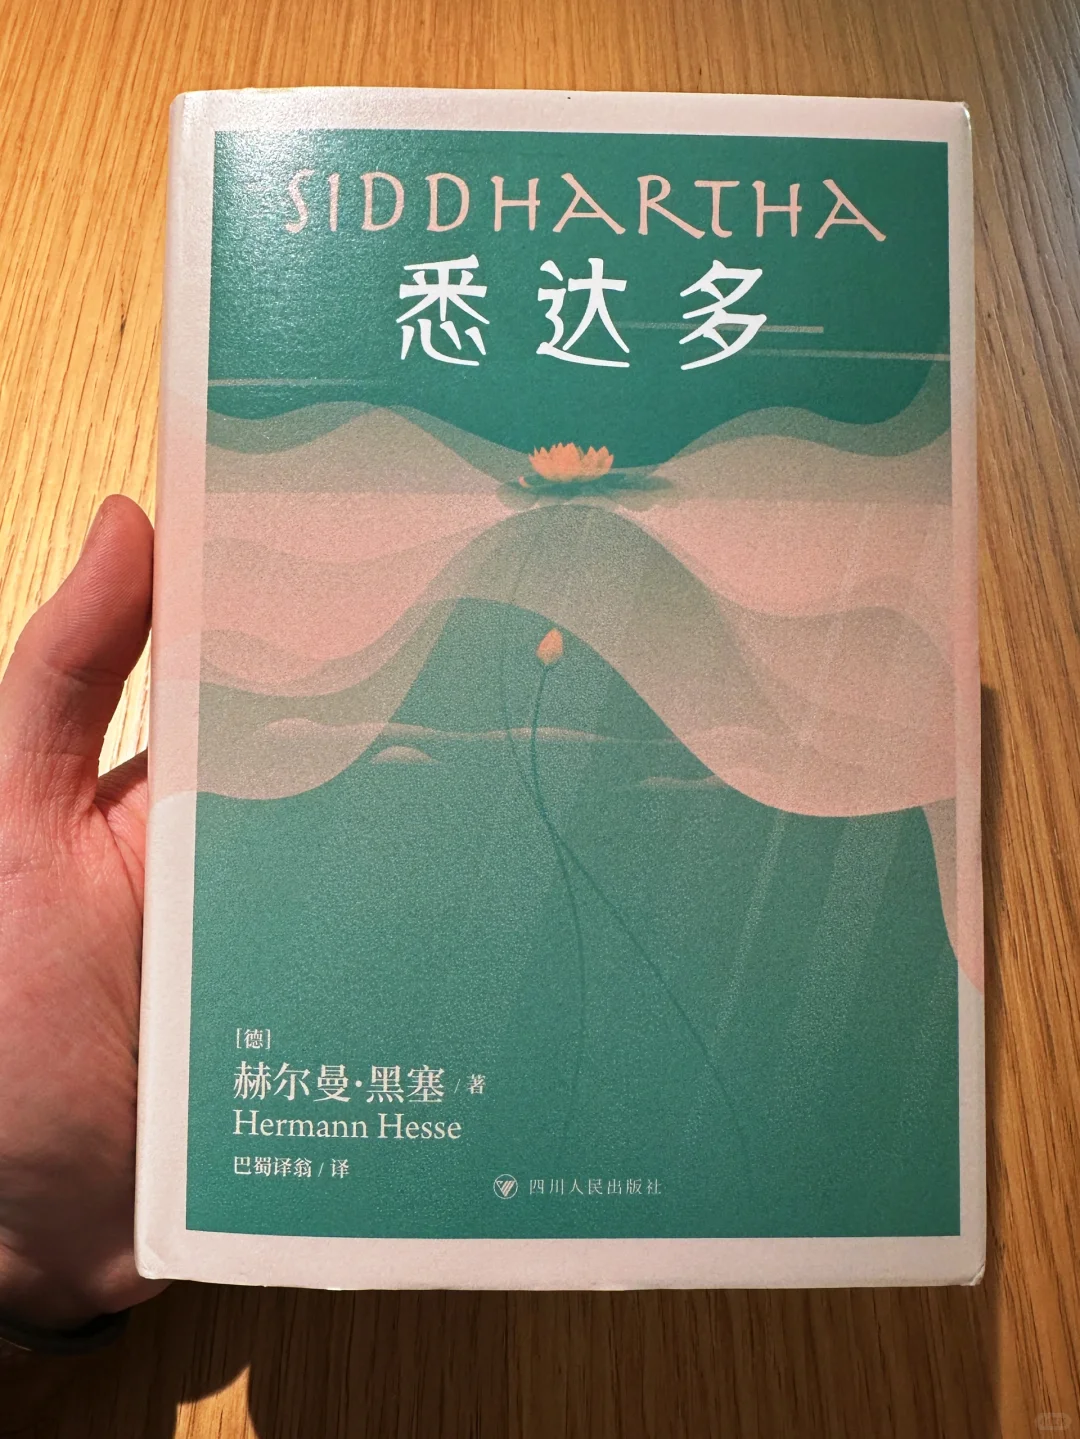 SIDDHARTHA
悉达多
[德]
赫尔曼·黑塞 / 著
Hermann Hesse
巴蜀译翁 / 译
四川人民出版社